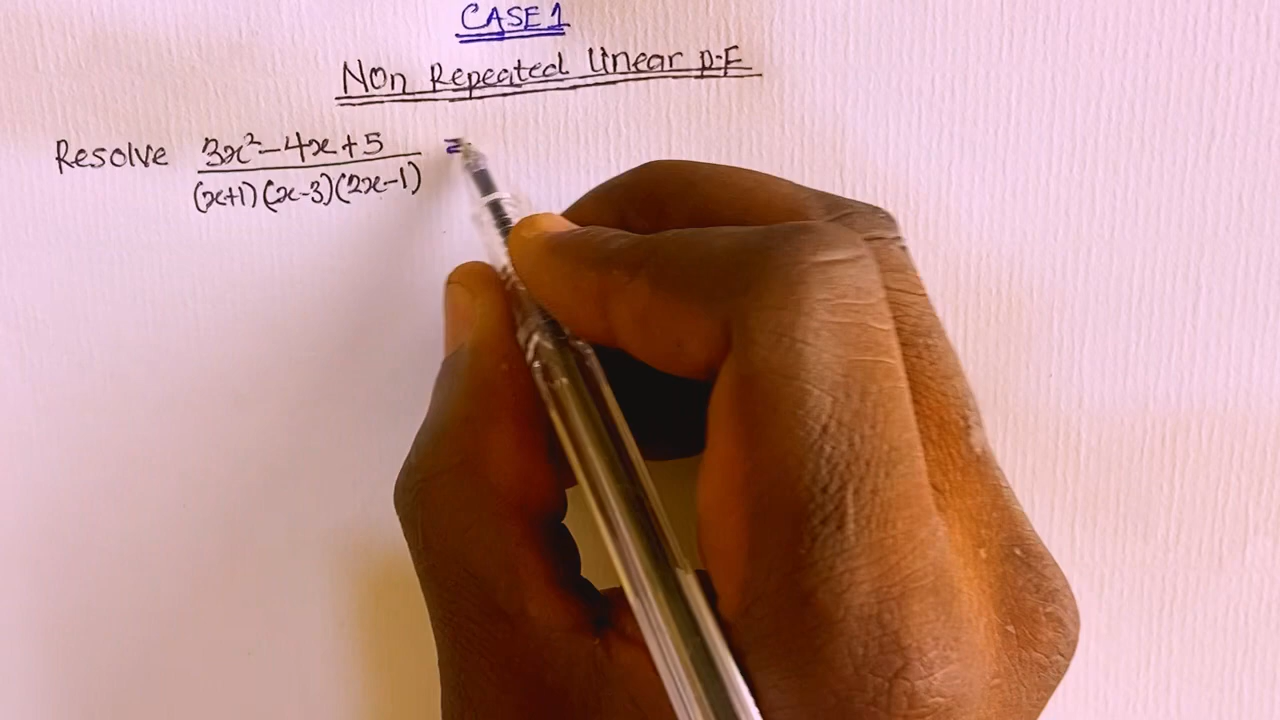 CASE 1
Non Repeated Linear P.F
Resolve 3x²-4x+5 =
(x+1)(x-3)(2x-1)